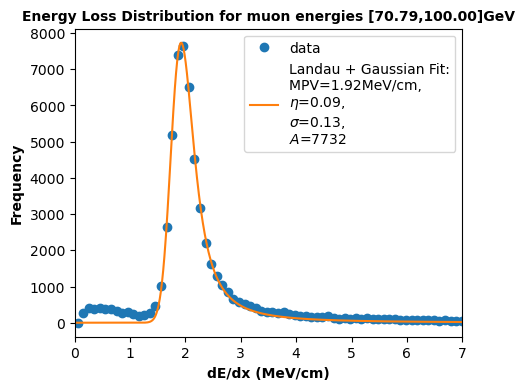 Energy Loss Distribution for muon energies [70.79,100.00]GeV
8000
7000
6000
5000
4000
3000
2000
1000
0
Frequency
data
Landau + Gaussian Fit:
MPV=1.92MeV/cm,
η=0.09,
σ=0.13,
A=7732
0 1 2 3 4 5 6 7
dE/dx (MeV/cm)